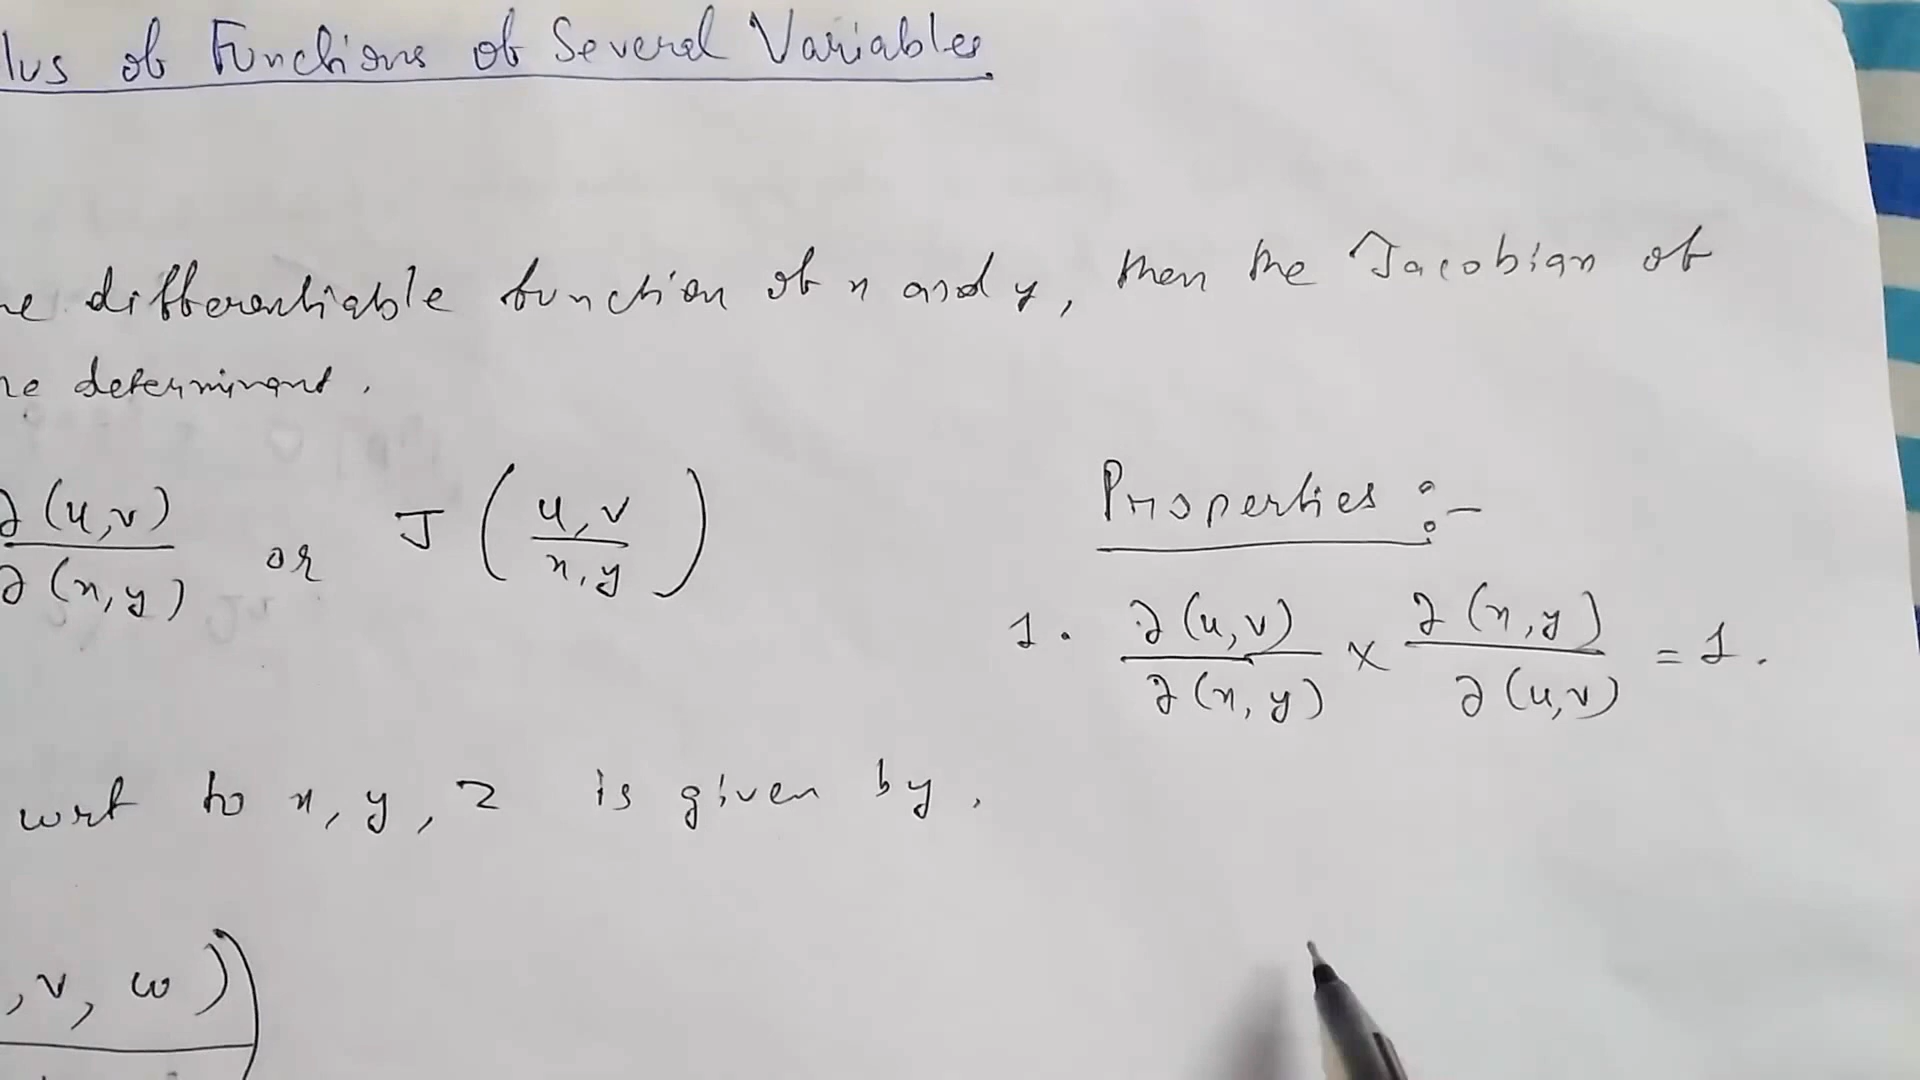 lus of Functions of Several Variables.
differentiable function of x and y, then the Jacobian of
determinant.
∂(u,v)/∂(x,y) or J(u,v/x,y)
Properties :-
1. ∂(u,v)/∂(x,y) × ∂(x,y)/∂(u,v) = 1.
wrt to x, y, z is given by.
,v, w)